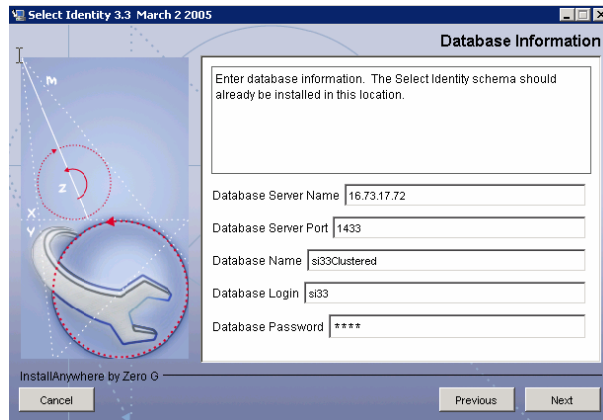 Select Identity 3.3 March 2 2005
Database Information
Enter database information. The Select Identity schema should
already be installed in this location.
Database Server Name 16.73.17.72
Database Server Port 1433
Database Name si33Clustered
Database Login si33
Database Password ****
M
Z
X
Y
InstallAnywhere by Zero G
Cancel
Previous
Next